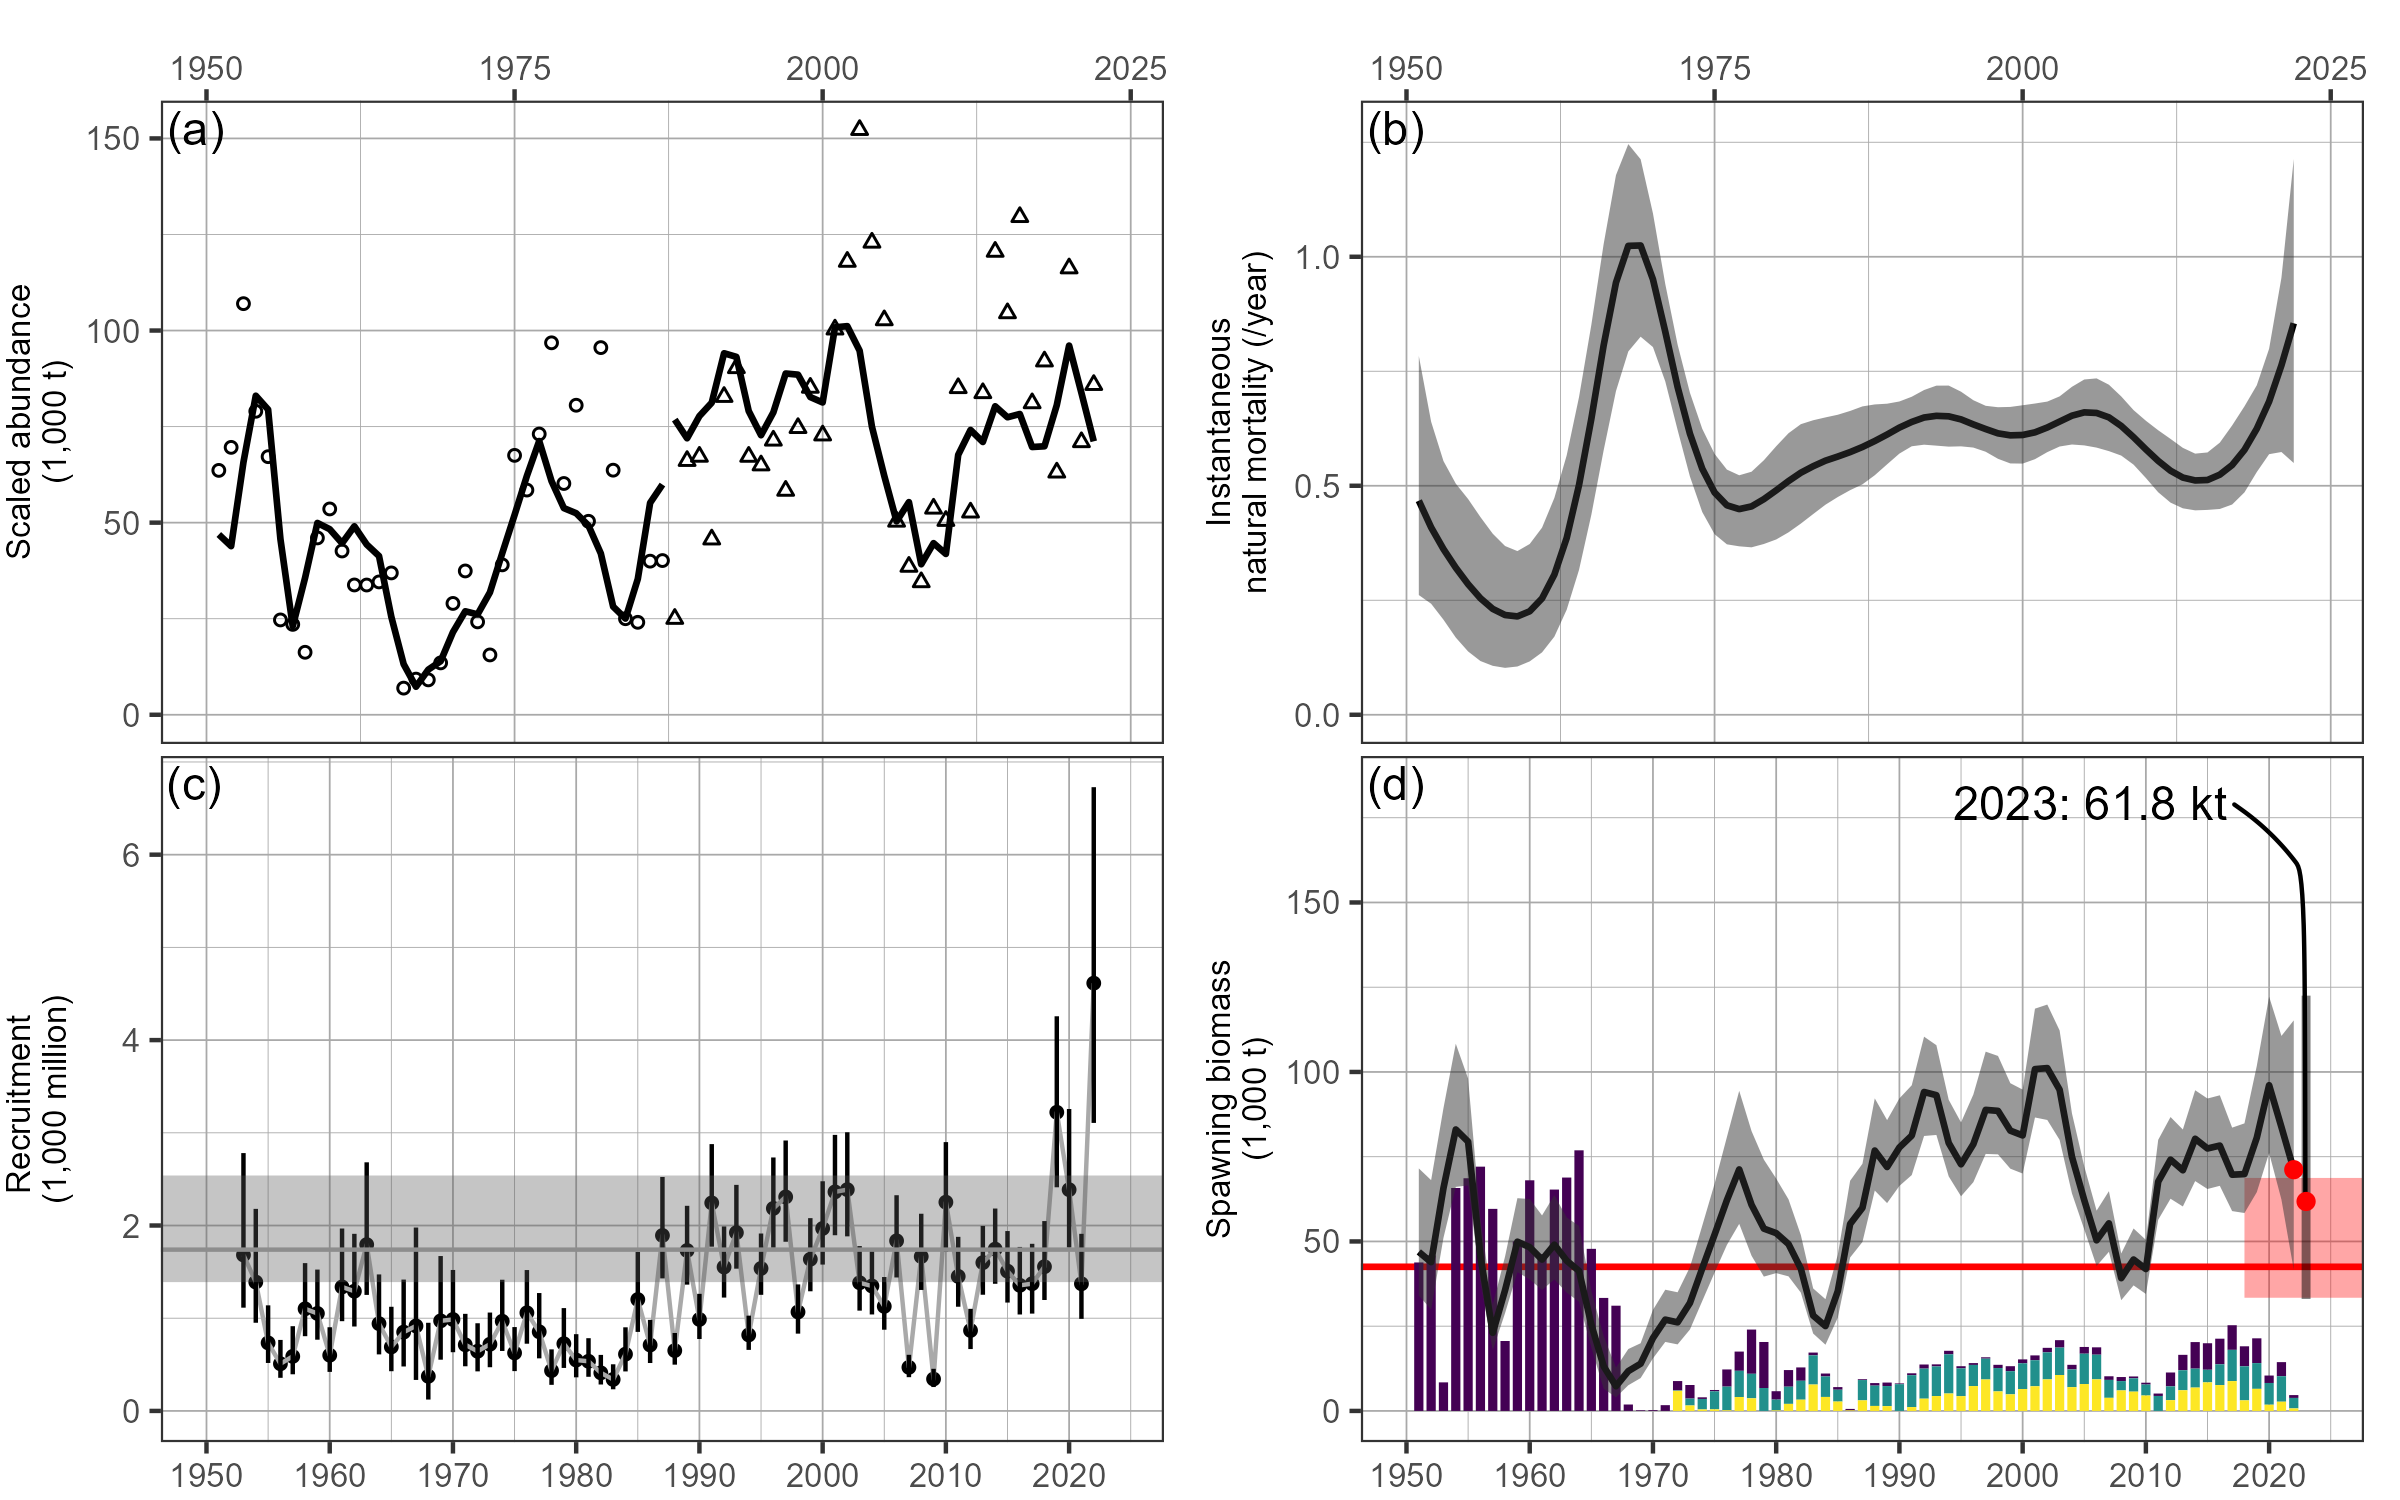 1950 1975 2000 2025
(a)
150
100
50
0
Scaled abundance
(1,000 t)
1950 1975 2000 2025
(b)
1.0
0.5
0.0
Instantaneous
natural mortality (/year)
(c)
6
4
2
0
Recruitment
(1,000 million)
1950 1960 1970 1980 1990 2000 2010 2020
(d)
2023: 61.8 kt
150
100
50
0
Spawning biomass
(1,000 t)
1950 1960 1970 1980 1990 2000 2010 2020